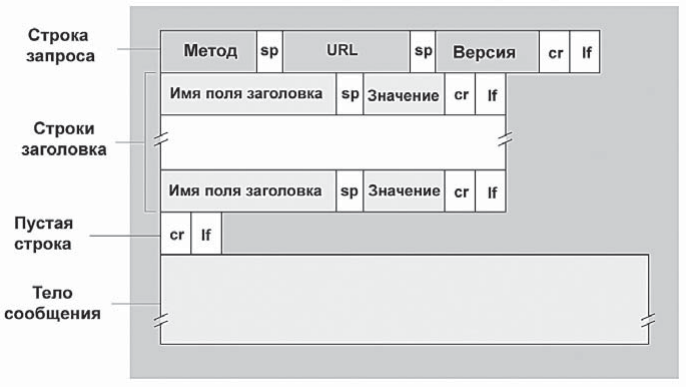 Строка
запроса
Метод sp URL sp Версия cr lf
Имя поля заголовка sp Значение cr lf
Строки
заголовка
Имя поля заголовка sp Значение cr lf
Пустая
строка
cr lf
Тело
сообщения